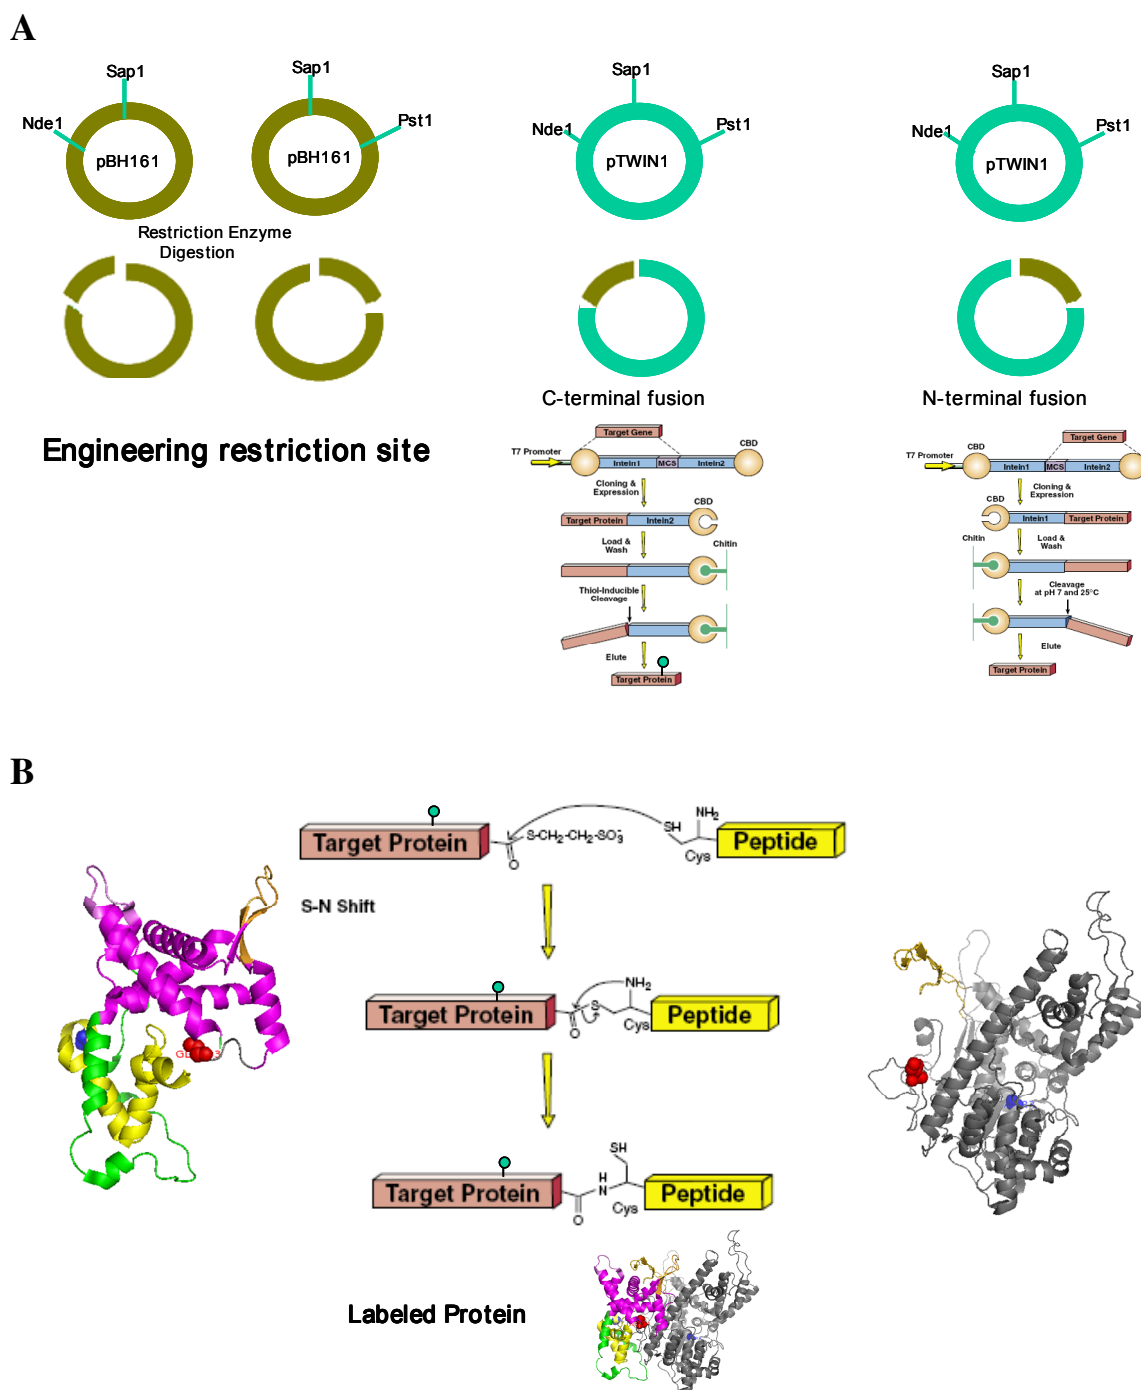 A
Sap1
Sap1
Sap1
Sap1
Nde1
Pst1
Nde1
Pst1
Nde1
Pst1
pBH161
pBH161
pTWIN1
pTWIN1
Restriction Enzyme
Digestion
C-terminal fusion
N-terminal fusion
Engineering restriction site
Target Gene
CBD
T7 Promoter
Intein1
MCS
Intein2
Cloning &
Expression
CBD
Target Protein
Intein2
Load &
Wash
Chitin
Thiol-Inducible
Cleavage
Elute
Target Protein
Target Gene
CBD
T7 Promoter
Intein1
MCS
Intein2
Cloning &
Expression
CBD
Intein1
Target Protein
Chitin
Load &
Wash
Cleavage
at pH 7 and 25°C
Elute
Target Protein
B
Target Protein
S-CH2-CH2-SO3-
O
SH
NH2
Cys
Peptide
S-N Shift
Target Protein
O
S
NH2
Cys
Peptide
Target Protein
O
H
N
SH
Cys
Peptide
Labeled Protein